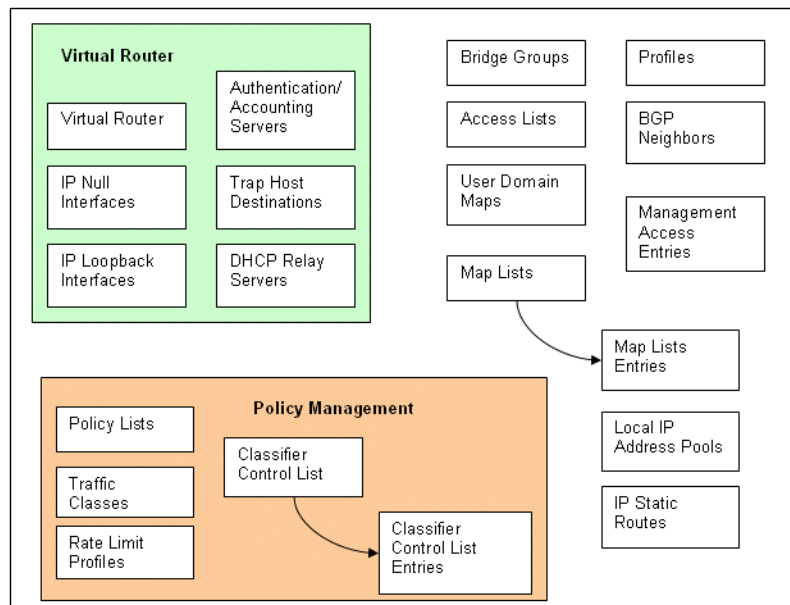 Virtual Router
Virtual Router
IP Null
Interfaces
IP Loopback
Interfaces
Authentication/
Accounting
Servers
Trap Host
Destinations
DHCP Relay
Servers
Bridge Groups
Access Lists
User Domain
Maps
Map Lists
Profiles
BGP
Neighbors
Management
Access
Entries
Map Lists
Entries
Local IP
Address Pools
IP Static
Routes
Policy Management
Policy Lists
Traffic
Classes
Rate Limit
Profiles
Classifier
Control List
Classifier
Control List
Entries